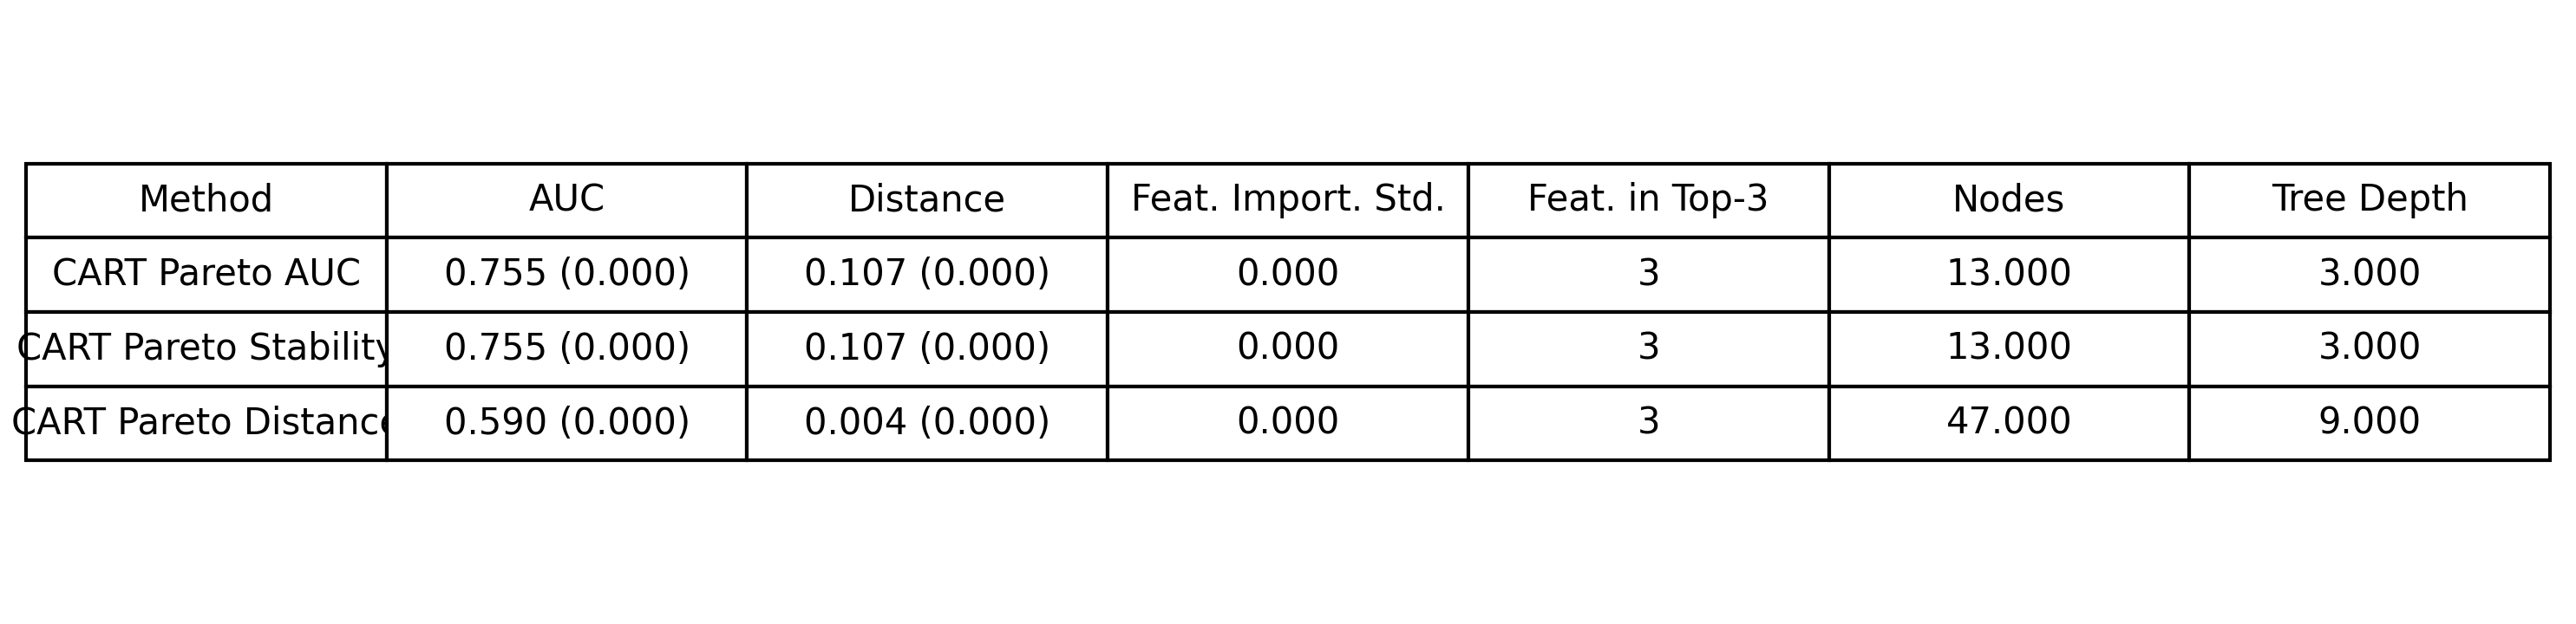 Method AUC Distance Feat. Import. Std. Feat. in Top-3 Nodes Tree Depth
CART Pareto AUC 0.755 (0.000) 0.107 (0.000) 0.000 3 13.000 3.000
CART Pareto Stability 0.755 (0.000) 0.107 (0.000) 0.000 3 13.000 3.000
CART Pareto Distance 0.590 (0.000) 0.004 (0.000) 0.000 3 47.000 9.000